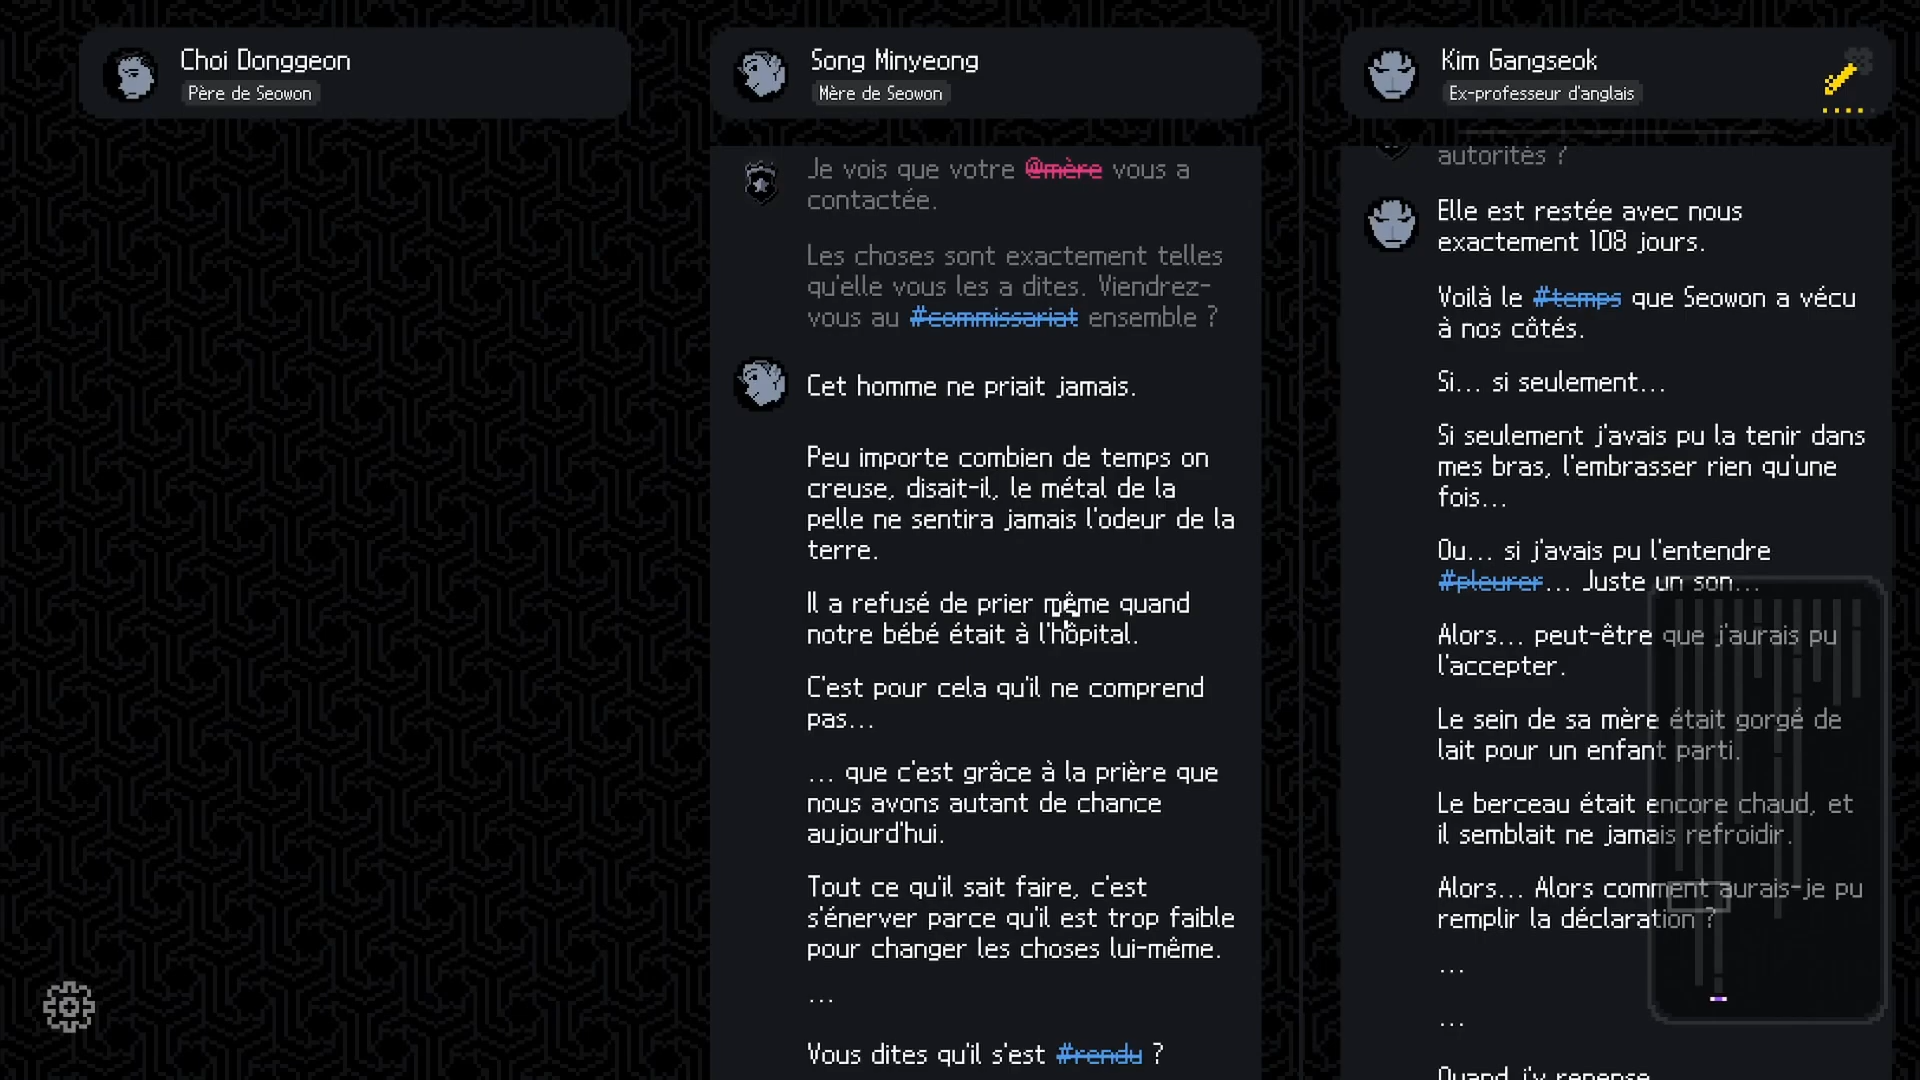 Choi Donggeon
Père de Seowon
Song Minyeong
Mère de Seowon
Je vois que votre @mère vous a
contactée.
Les choses sont exactement telles
qu'elle vous les a dites. Viendrez-
vous au #commissariat ensemble ?
Cet homme ne priait jamais.
Peu importe combien de temps on
creuse, disait-il, le métal de la
pelle ne sentira jamais l'odeur de la
terre.
Il a refusé de prier même quand
notre bébé était à l'hôpital.
C'est pour cela qu'il ne comprend
pas...
... que c'est grâce à la prière que
nous avons autant de chance
aujourd'hui.
Tout ce qu'il sait faire, c'est
s'énerver parce qu'il est trop faible
pour changer les choses lui-même.
...
Vous dites qu'il s'est #rendu ?
Kim Gangseok
Ex-professeur d'anglais
autorités ?
Elle est restée avec nous
exactement 108 jours.
Voilà le #temps que Seowon a vécu
à nos côtés.
Si... si seulement...
Si seulement j'avais pu la tenir dans
mes bras, l'embrasser rien qu'une
fois...
Ou... si j'avais pu l'entendre
#pleurer... Juste un son...
Alors... peut-être que j'aurais pu
l'accepter.
Le sein de sa mère était gorgé de
lait pour un enfant parti.
Le berceau était encore chaud, et
il semblait ne jamais refroidir.
Alors... Alors comment aurais-je pu
remplir la déclaration ?
...
...
Quand j'y repense